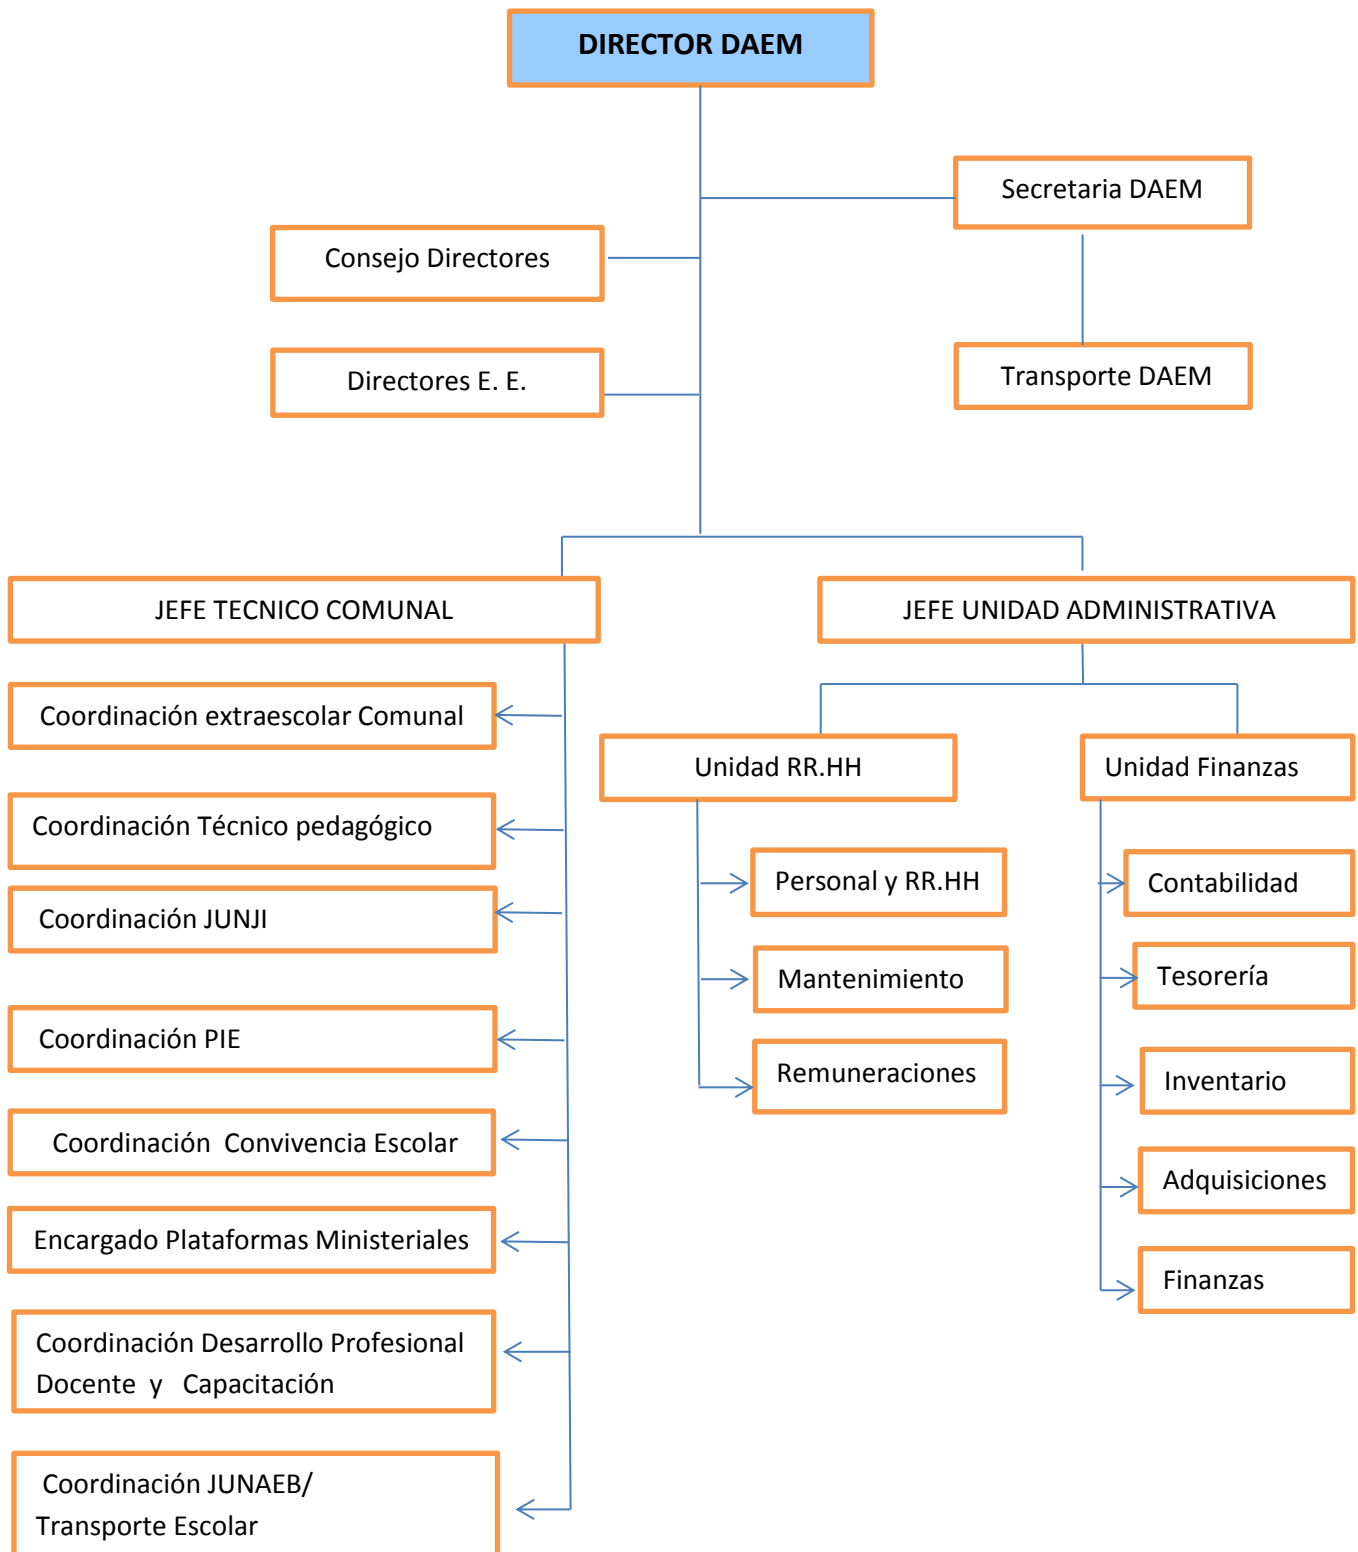 DIRECTOR DAEM
Secretaria DAEM
Consejo Directores
Directores E. E.
Transporte DAEM
JEFE TECNICO COMUNAL
JEFE UNIDAD ADMINISTRATIVA
Coordinación extraescolar Comunal
Coordinación Técnico pedagógico
Coordinación JUNJI
Coordinación PIE
Coordinación Convivencia Escolar
Encargado Plataformas Ministeriales
Coordinación Desarrollo Profesional
Docente y Capacitación
Coordinación JUNAEB/
Transporte Escolar
Unidad RR.HH
Personal y RR.HH
Mantenimiento
Remuneraciones
Unidad Finanzas
Contabilidad
Tesorería
Inventario
Adquisiciones
Finanzas